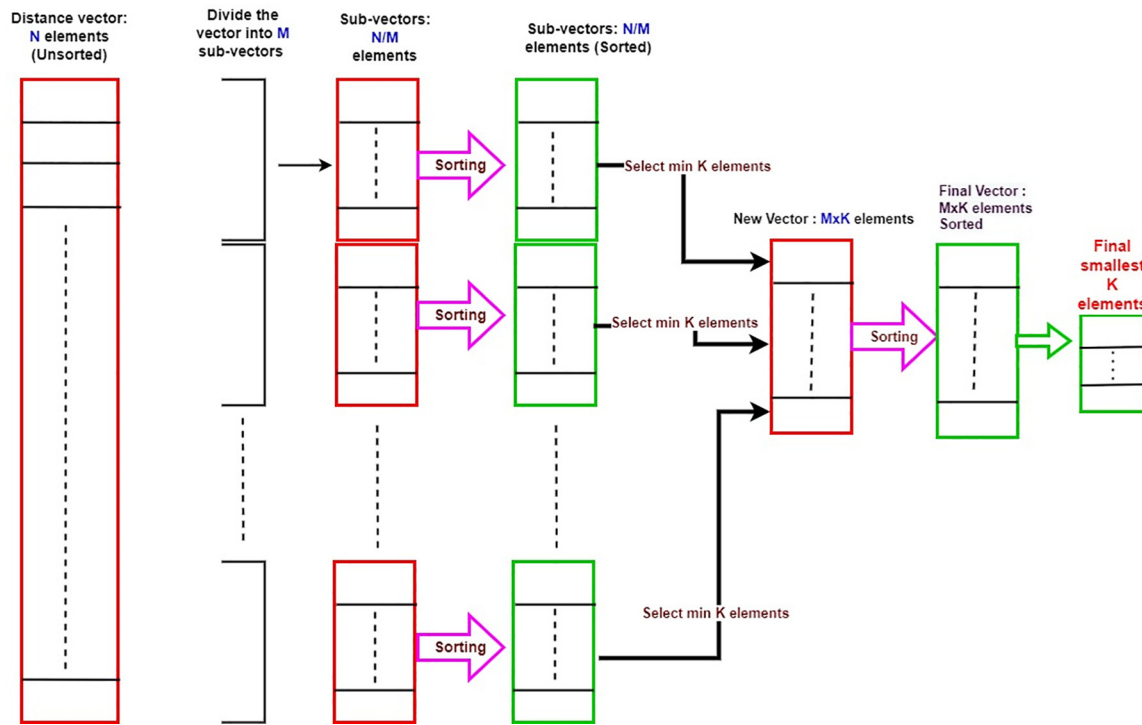 Distance vector:
N elements
(Unsorted)
Divide the
vector into M
sub-vectors
Sub-vectors:
N/M
elements
Sub-vectors: N/M
elements (Sorted)
Sorting
Select min K elements
Sorting
Select min K elements
Sorting
Select min K elements
New Vector : MxK elements
Sorting
Final Vector :
MxK elements
Sorted
Final
smallest
K
elements